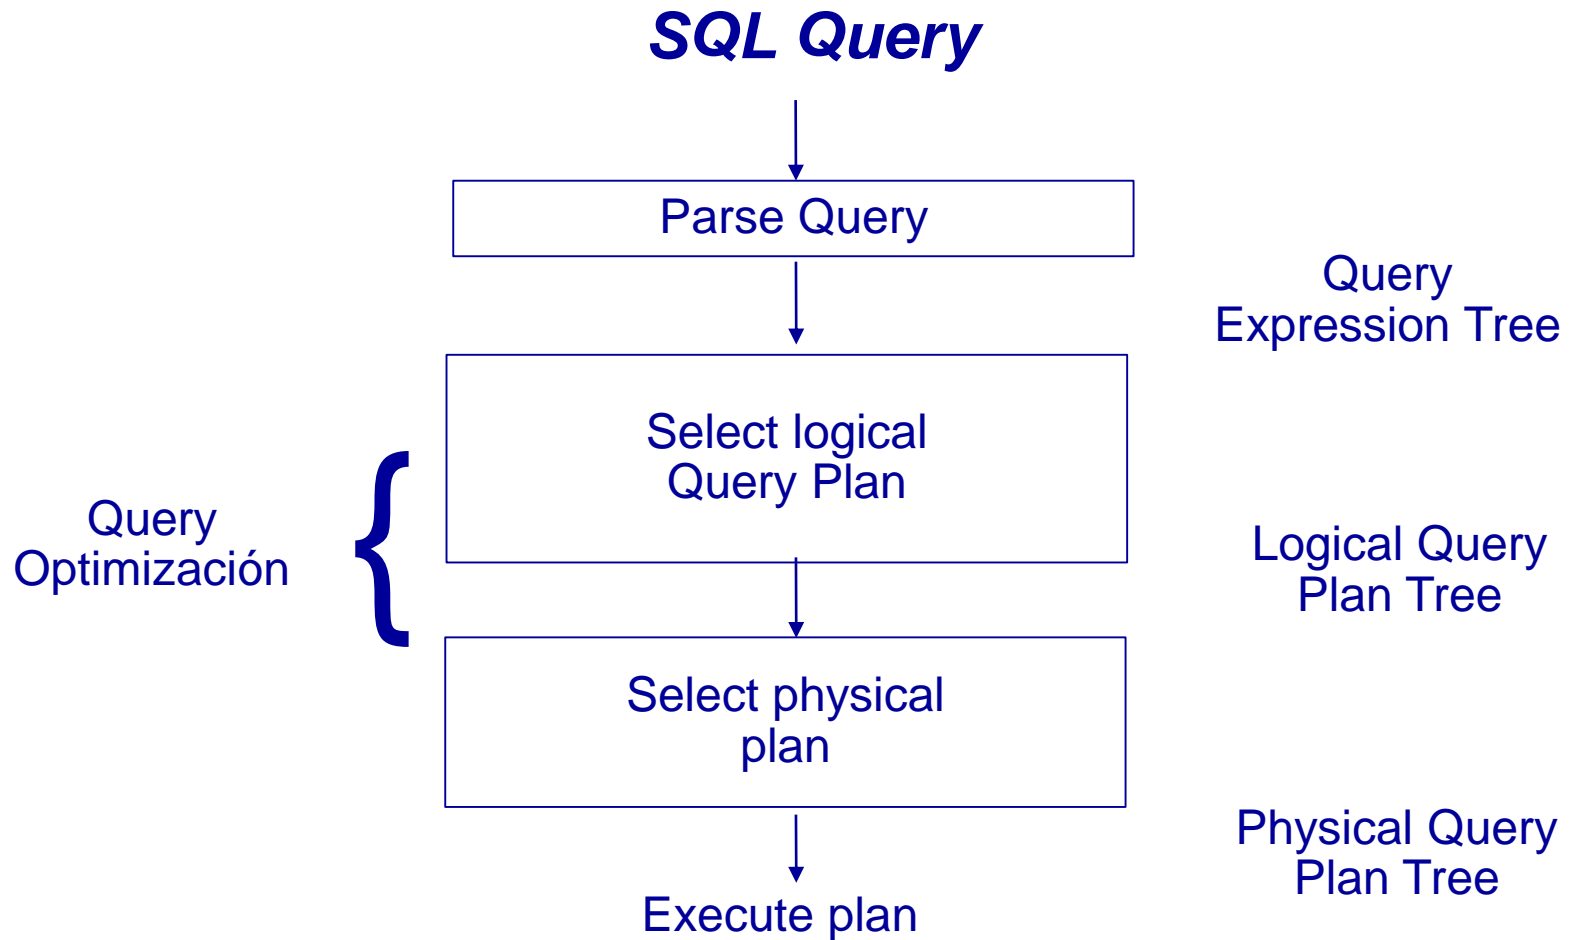 SQL Query
Parse Query
Query
Expression Tree
Select logical
Query Plan
Query
Optimización
{
Logical Query
Plan Tree
Select physical
plan
Physical Query
Plan Tree
Execute plan